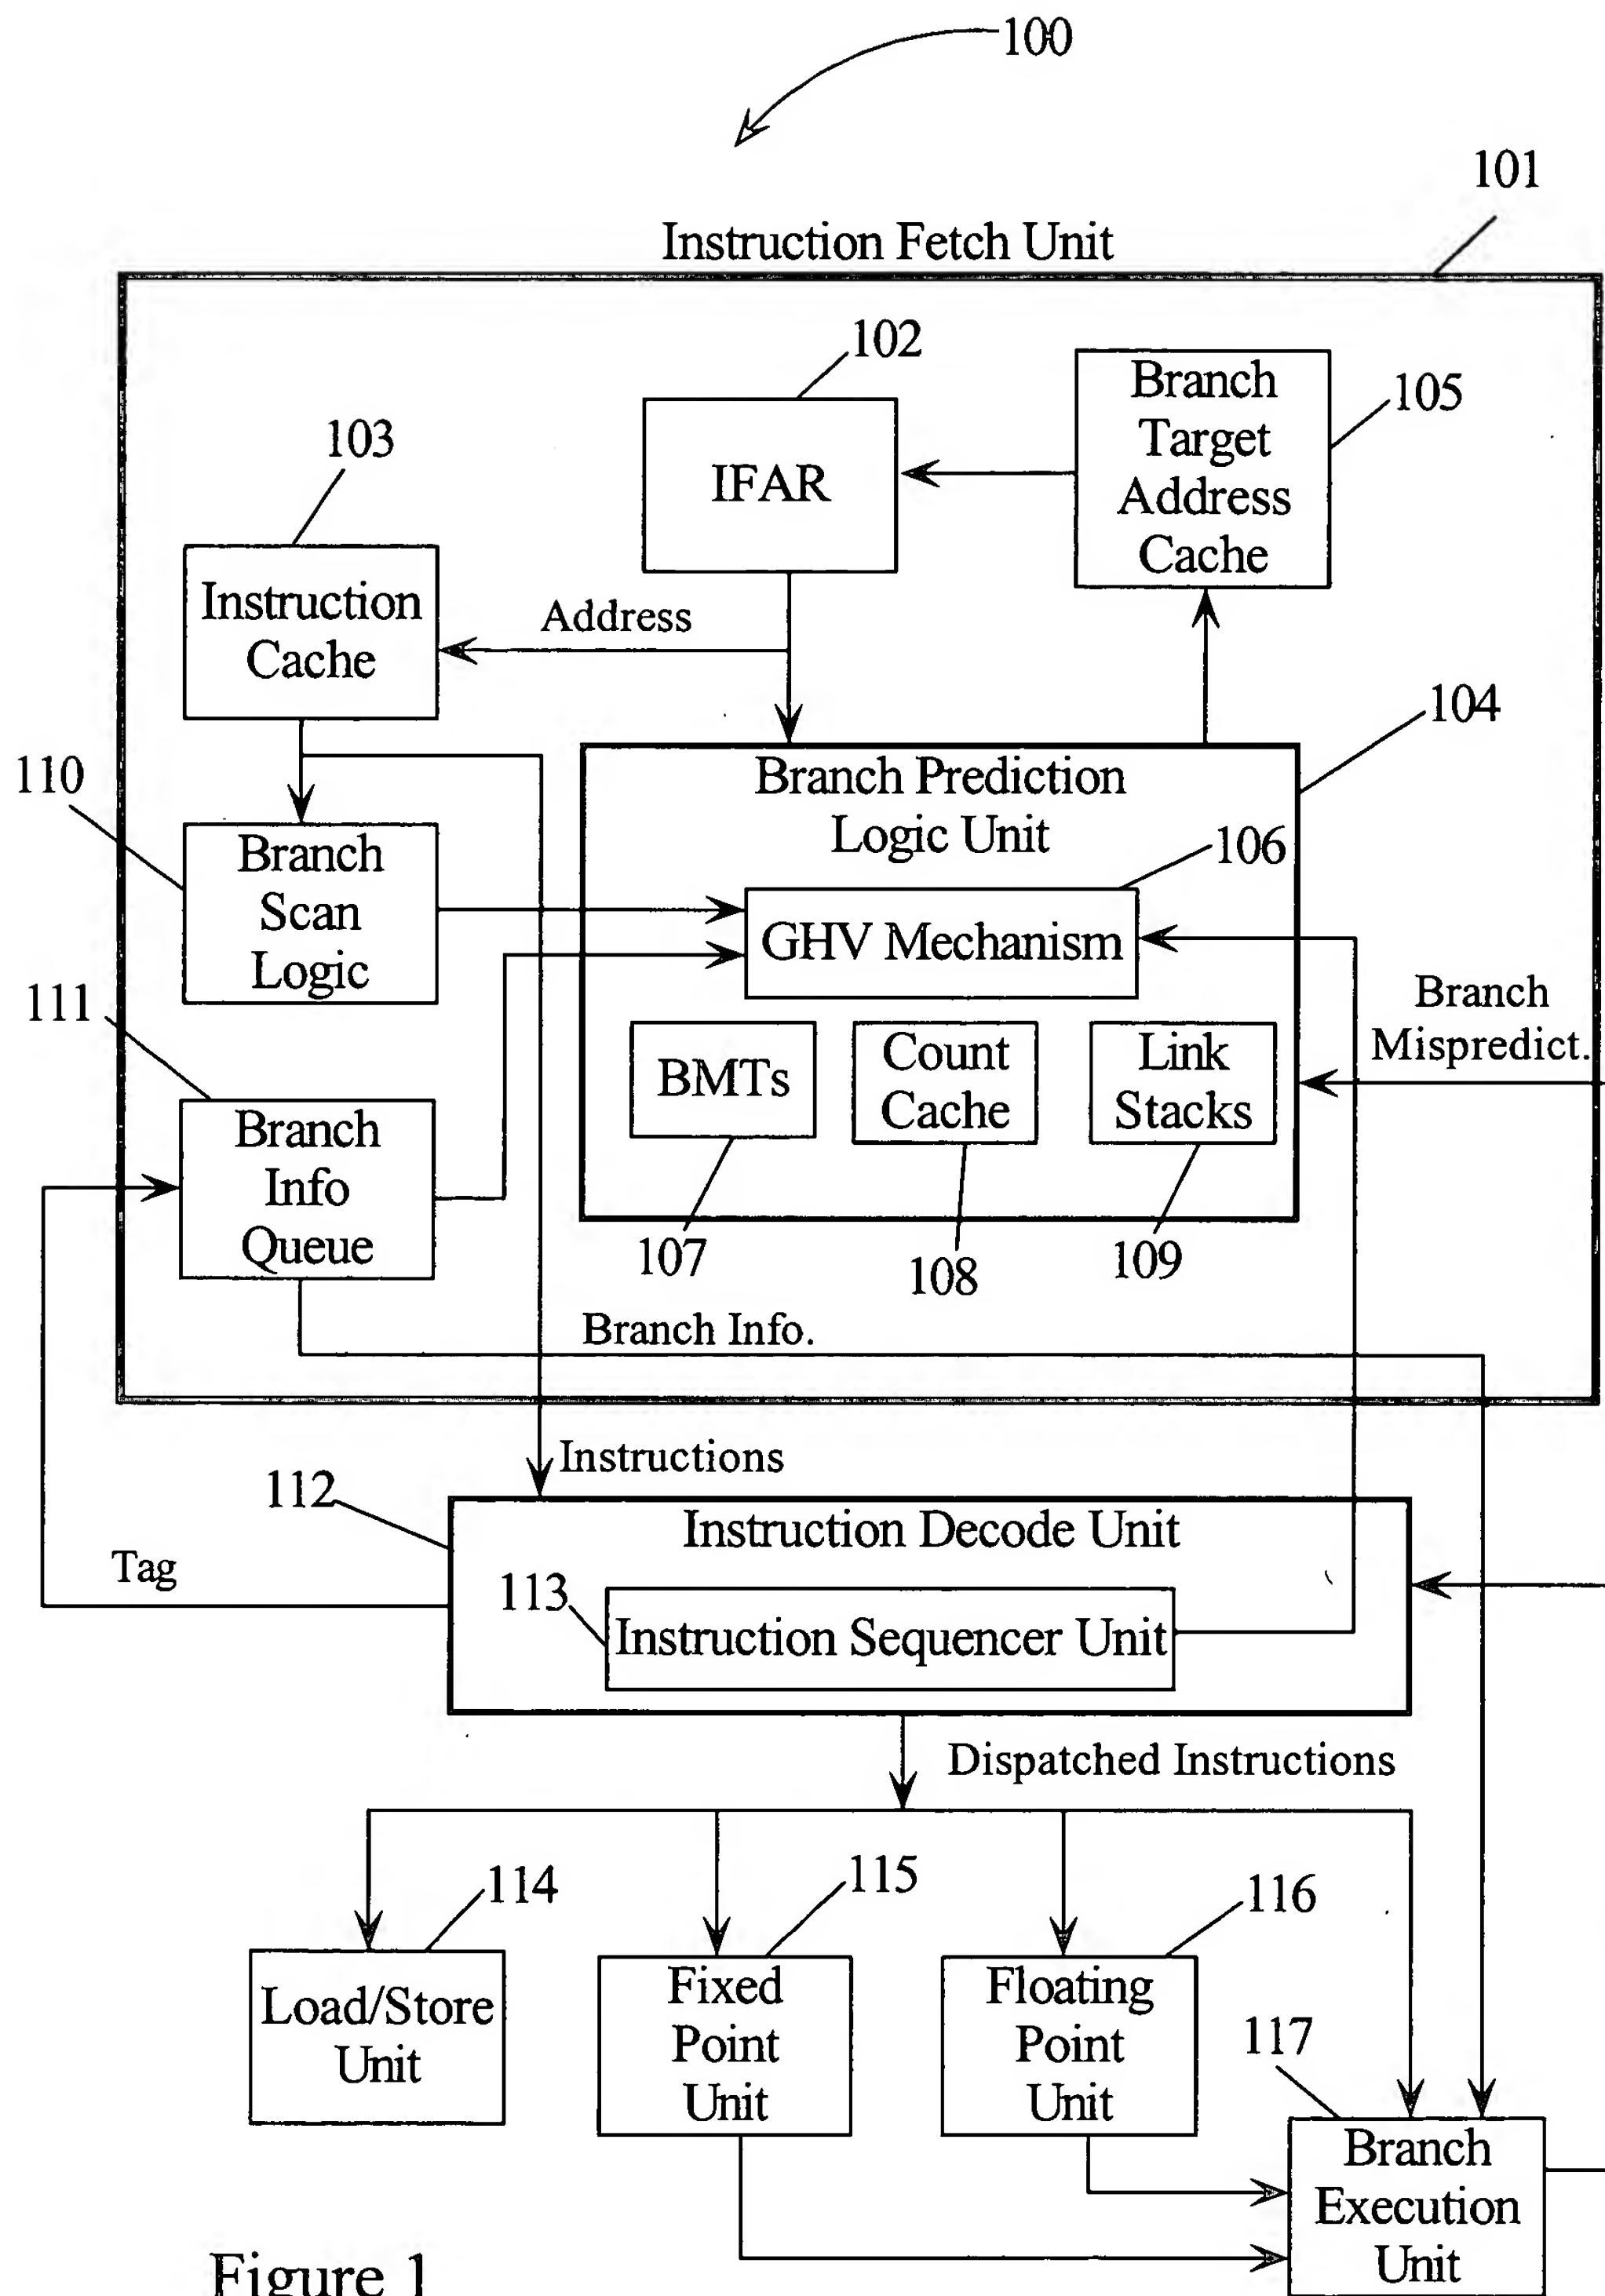 100
101
Instruction Fetch Unit
102
Branch
Target
Address
Cache
105
103
IFAR
Instruction
Cache
Address
104
110
Branch Prediction
Logic Unit
106
Branch
Scan
Logic
GHV Mechanism
111
Branch
Mispredict.
BMTs
Count
Cache
Link
Stacks
Branch
Info
Queue
107
108
109
Branch Info.
Instructions
112
Instruction Decode Unit
Tag
113
Instruction Sequencer Unit
Dispatched Instructions
114
115
116
Load/Store
Unit
Fixed
Point
Unit
Floating
Point
Unit
117
Branch
Execution
Unit
Figure 1